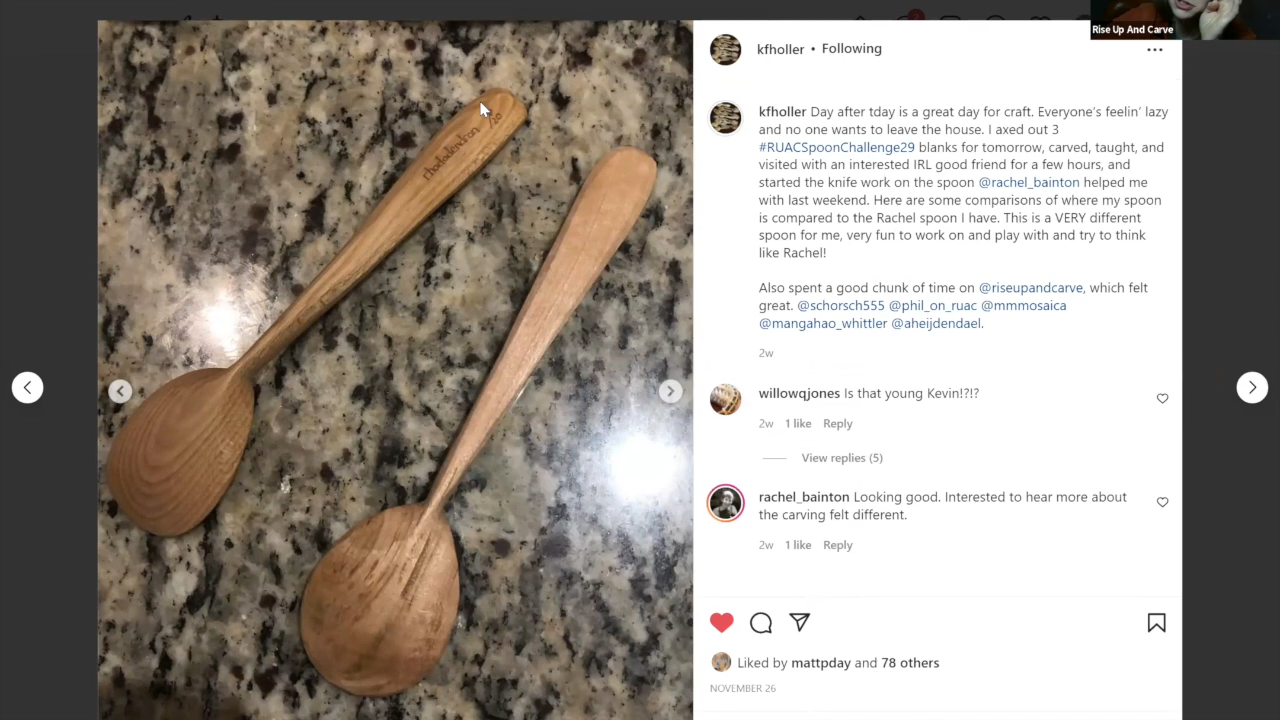 Rise Up And Carve
kfholler • Following
kfholler Day after tday is a great day for craft. Everyone's feelin' lazy
and no one wants to leave the house. I axed out 3
#RUACSpoonChallenge29 blanks for tomorrow, carved, taught, and
visited with an interested IRL good friend for a few hours, and
started the knife work on the spoon @rachel_bainton helped me
with last weekend. Here are some comparisons of where my spoon
is compared to the Rachel spoon I have. This is a VERY different
spoon for me, very fun to work on and play with and try to think
like Rachel!
Also spent a good chunk of time on @riseupandcarve, which felt
great. @schorsch555 @phil_on_ruac @mmmosaica
@mangahao_whittler @aheijdendael.
2w
willowqjones Is that young Kevin!?!?
2w 1 like Reply
View replies (5)
rachel_bainton Looking good. Interested to hear more about
the carving felt different.
2w 1 like Reply
Liked by mattpday and 78 others
NOVEMBER 26
rhododendron /20